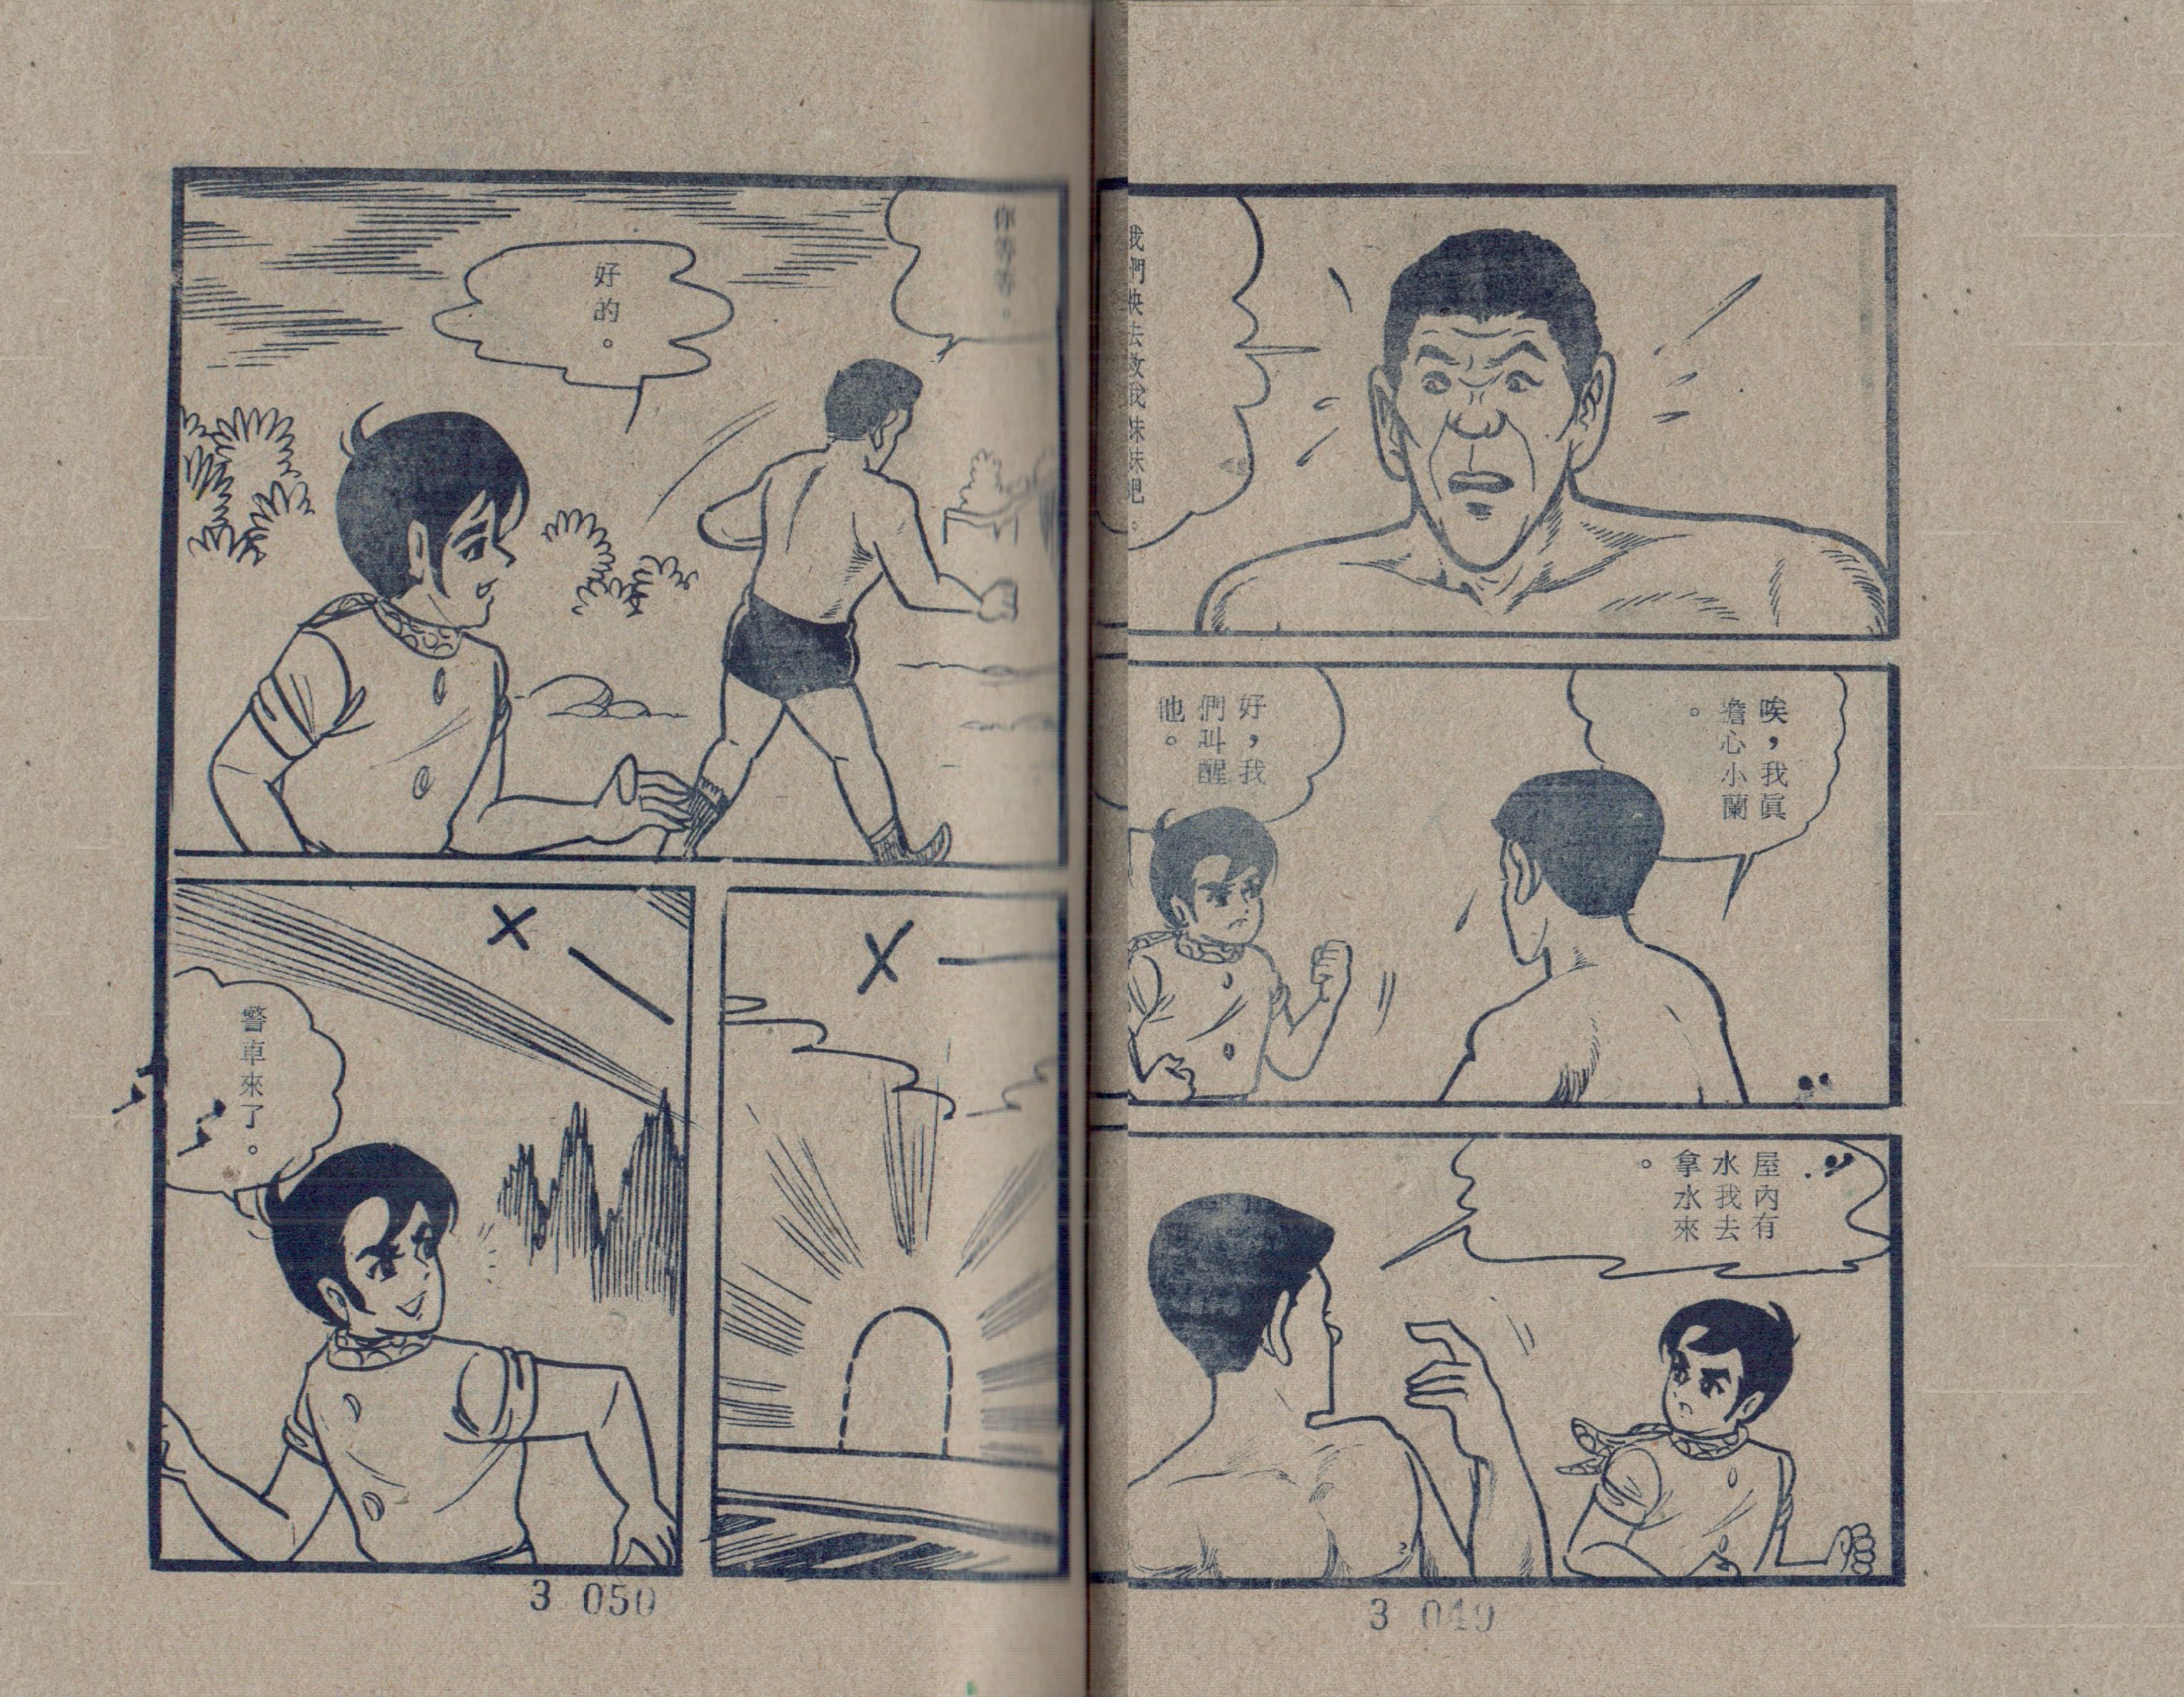 我們快去救我妹妹吧。
唉，我真
擔心小蘭
。
好，我
們叫醒
他。
屋內有
水我去
拿水來
。
3 049
你等等。
好的。
警車來了。
3 050